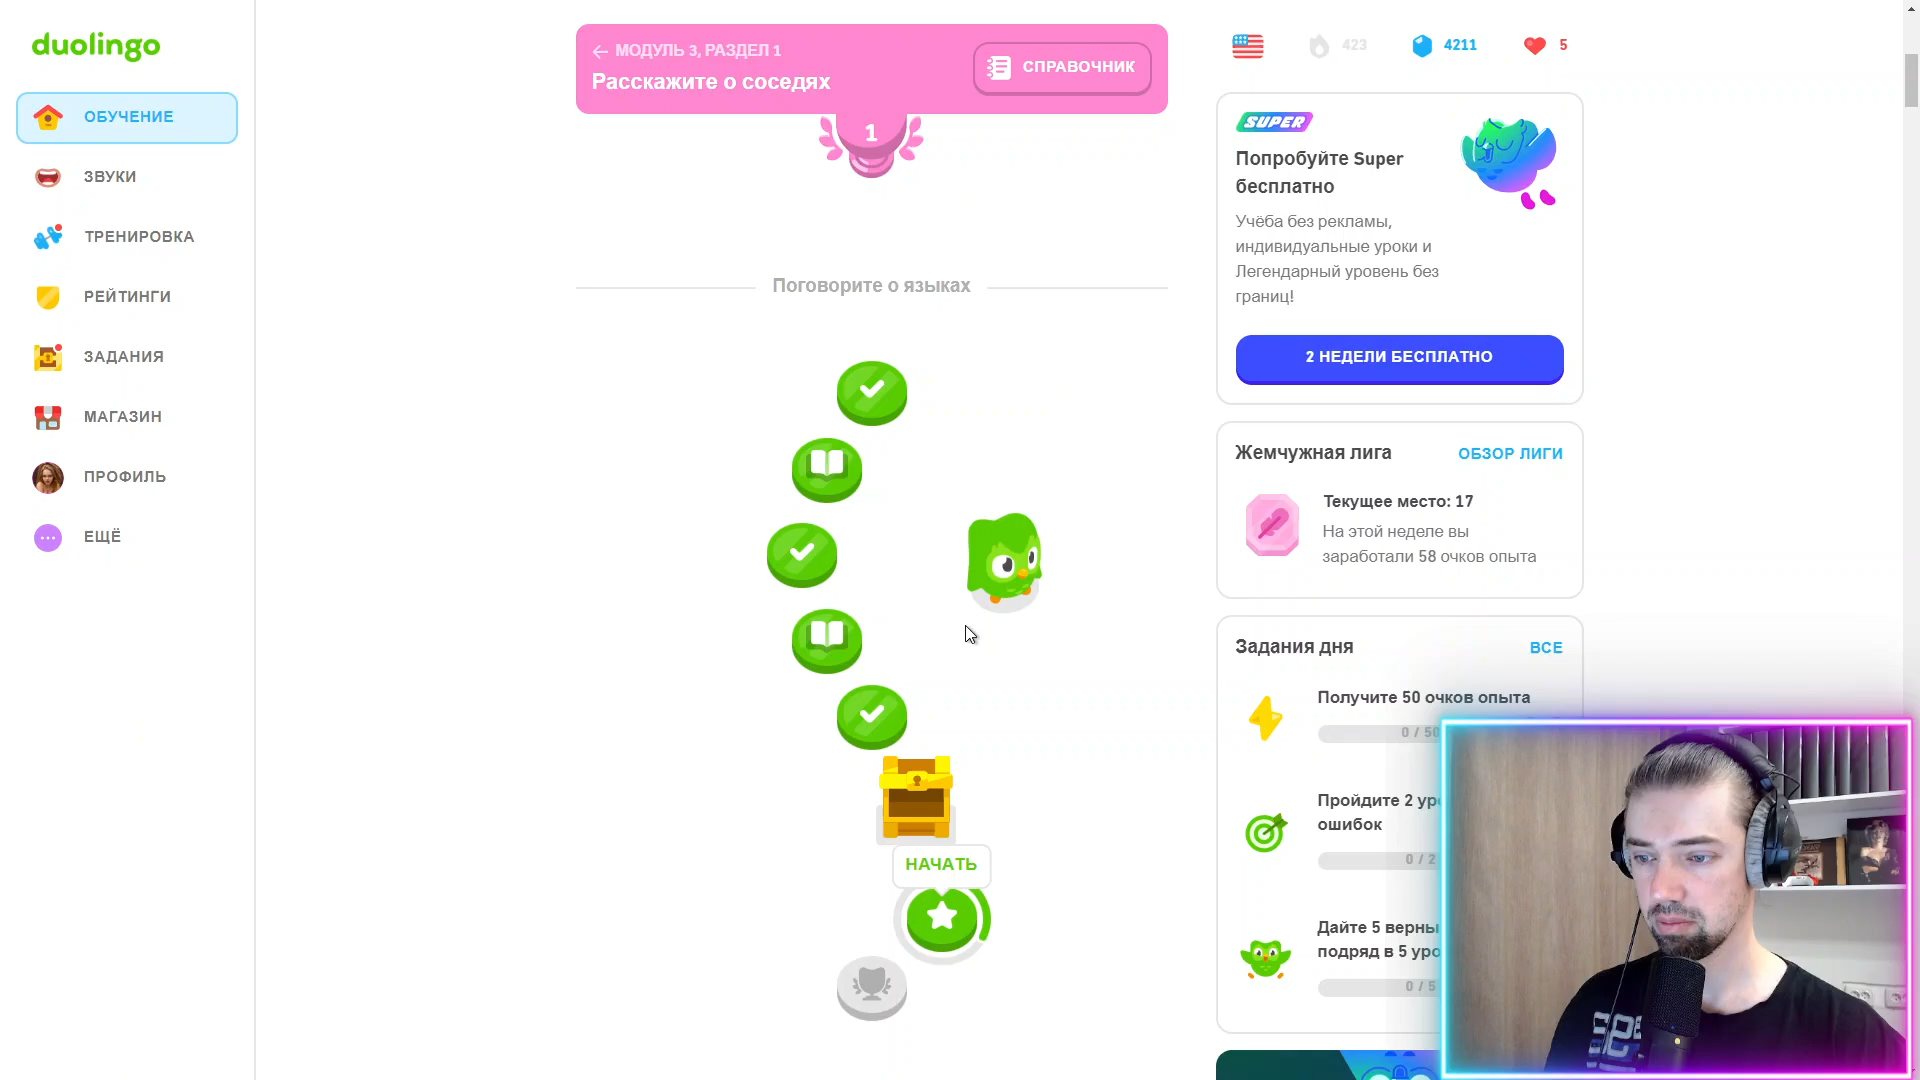 duolingo
ОБУЧЕНИЕ
ЗВУКИ
ТРЕНИРОВКА
РЕЙТИНГИ
ЗАДАНИЯ
МАГАЗИН
ПРОФИЛЬ
ЕЩЁ
← МОДУЛЬ 3, РАЗДЕЛ 1
Расскажите о соседях
СПРАВОЧНИК
1
Поговорите о языках
НАЧАТЬ
423
4211
5
SUPER
Попробуйте Super
бесплатно
Учёба без рекламы,
индивидуальные уроки и
Легендарный уровень без
границ!
2 НЕДЕЛИ БЕСПЛАТНО
Жемчужная лига
ОБЗОР ЛИГИ
Текущее место: 17
На этой неделе вы
заработали 58 очков опыта
Задания дня
ВСЕ
Получите 50 очков опыта
0 / 50
Пройдите 2 ур
ошибок
0 / 2
Дайте 5 верны
подряд в 5 уро
0 / 5